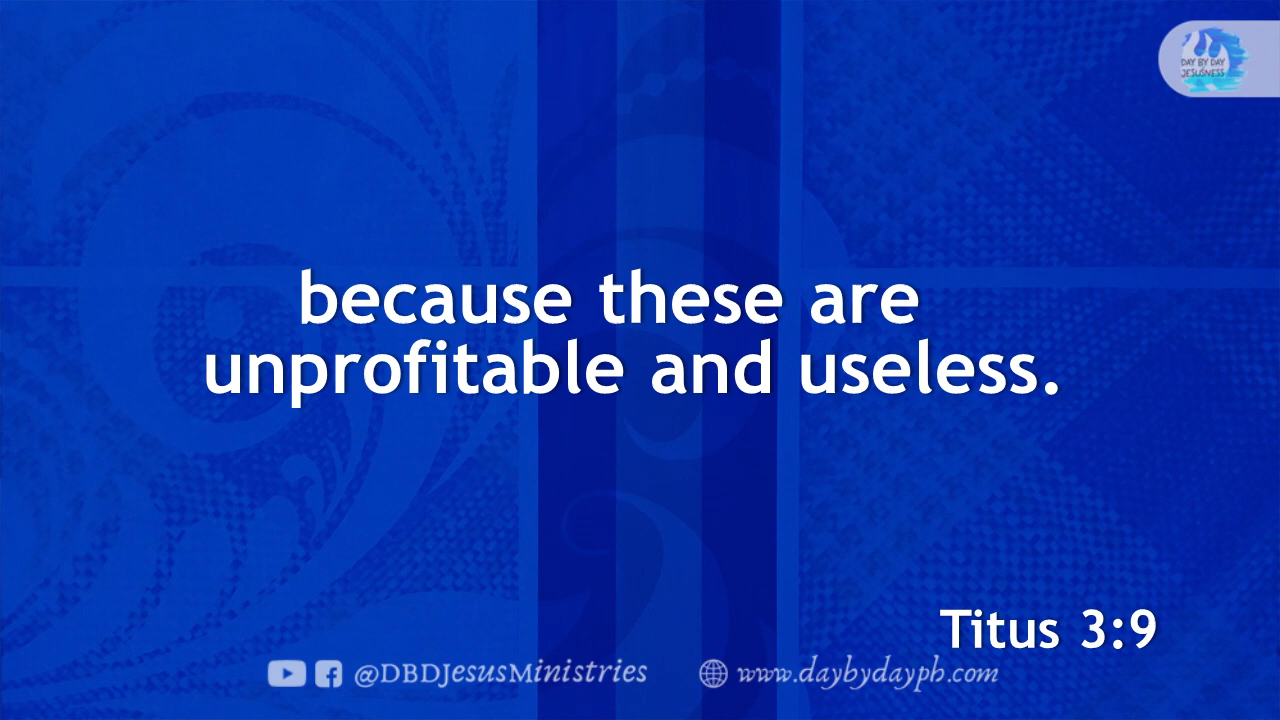 DAY BY DAY
JESUSNESS
because these are
unprofitable and useless.
Titus 3:9
@DBDJesusMinistries www.daybydayph.com